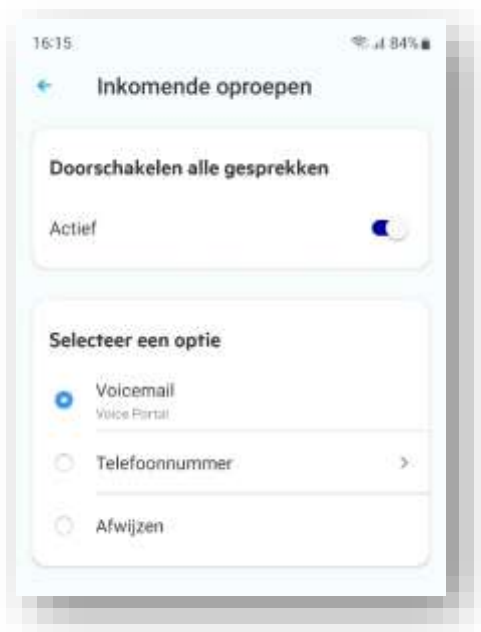 16:15 84%
Inkomende oproepen
Doorschakelen alle gesprekken
Actief
Selecteer een optie
Voicemail
Voice Portal
Telefoonnummer
Afwijzen